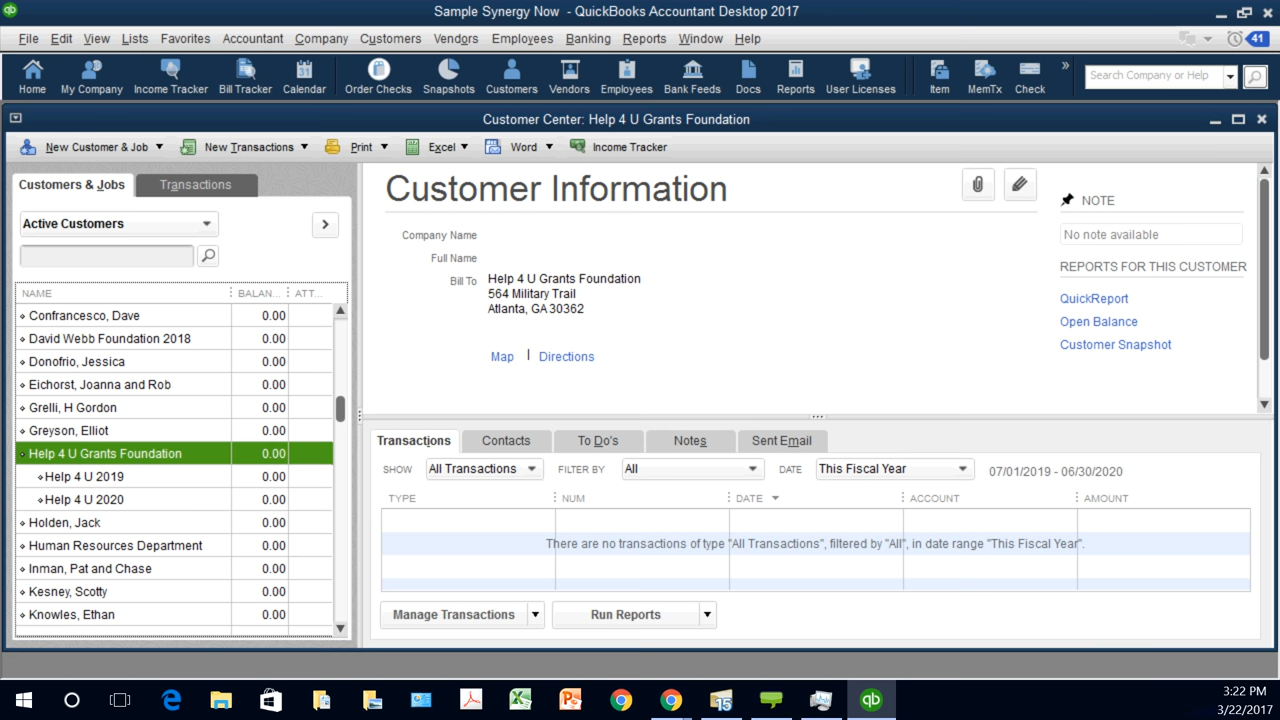 Sample Synergy Now - QuickBooks Accountant Desktop 2017
File Edit View Lists Favorites Accountant Company Customers Vendors Employees Banking Reports Window Help
41
Home My Company Income Tracker Bill Tracker Calendar Order Checks Snapshots Customers Vendors Employees Bank Feeds Docs Reports User Licenses Item MemTx Check » Search Company or Help
Customer Center: Help 4 U Grants Foundation
New Customer & Job New Transactions Print Excel Word Income Tracker
Customers & Jobs Transactions
Active Customers
NAME BALAN... ATT...
Confrancesco, Dave 0.00
David Webb Foundation 2018 0.00
Donofrio, Jessica 0.00
Eichorst, Joanna and Rob 0.00
Grelli, H Gordon 0.00
Greyson, Elliot 0.00
Help 4 U Grants Foundation 0.00
Help 4 U 2019 0.00
Help 4 U 2020 0.00
Holden, Jack 0.00
Human Resources Department 0.00
Inman, Pat and Chase 0.00
Kesney, Scotty 0.00
Knowles, Ethan 0.00
Customer Information
Company Name
Full Name
Bill To Help 4 U Grants Foundation
564 Military Trail
Atlanta, GA 30362
Map | Directions
NOTE
No note available
REPORTS FOR THIS CUSTOMER
QuickReport
Open Balance
Customer Snapshot
Transactions Contacts To Do's Notes Sent Email
SHOW All Transactions FILTER BY All DATE This Fiscal Year 07/01/2019 - 06/30/2020
TYPE NUM DATE ACCOUNT AMOUNT
There are no transactions of type "All Transactions", filtered by "All", in date range "This Fiscal Year".
Manage Transactions Run Reports
15
qb
3:22 PM
3/22/2017